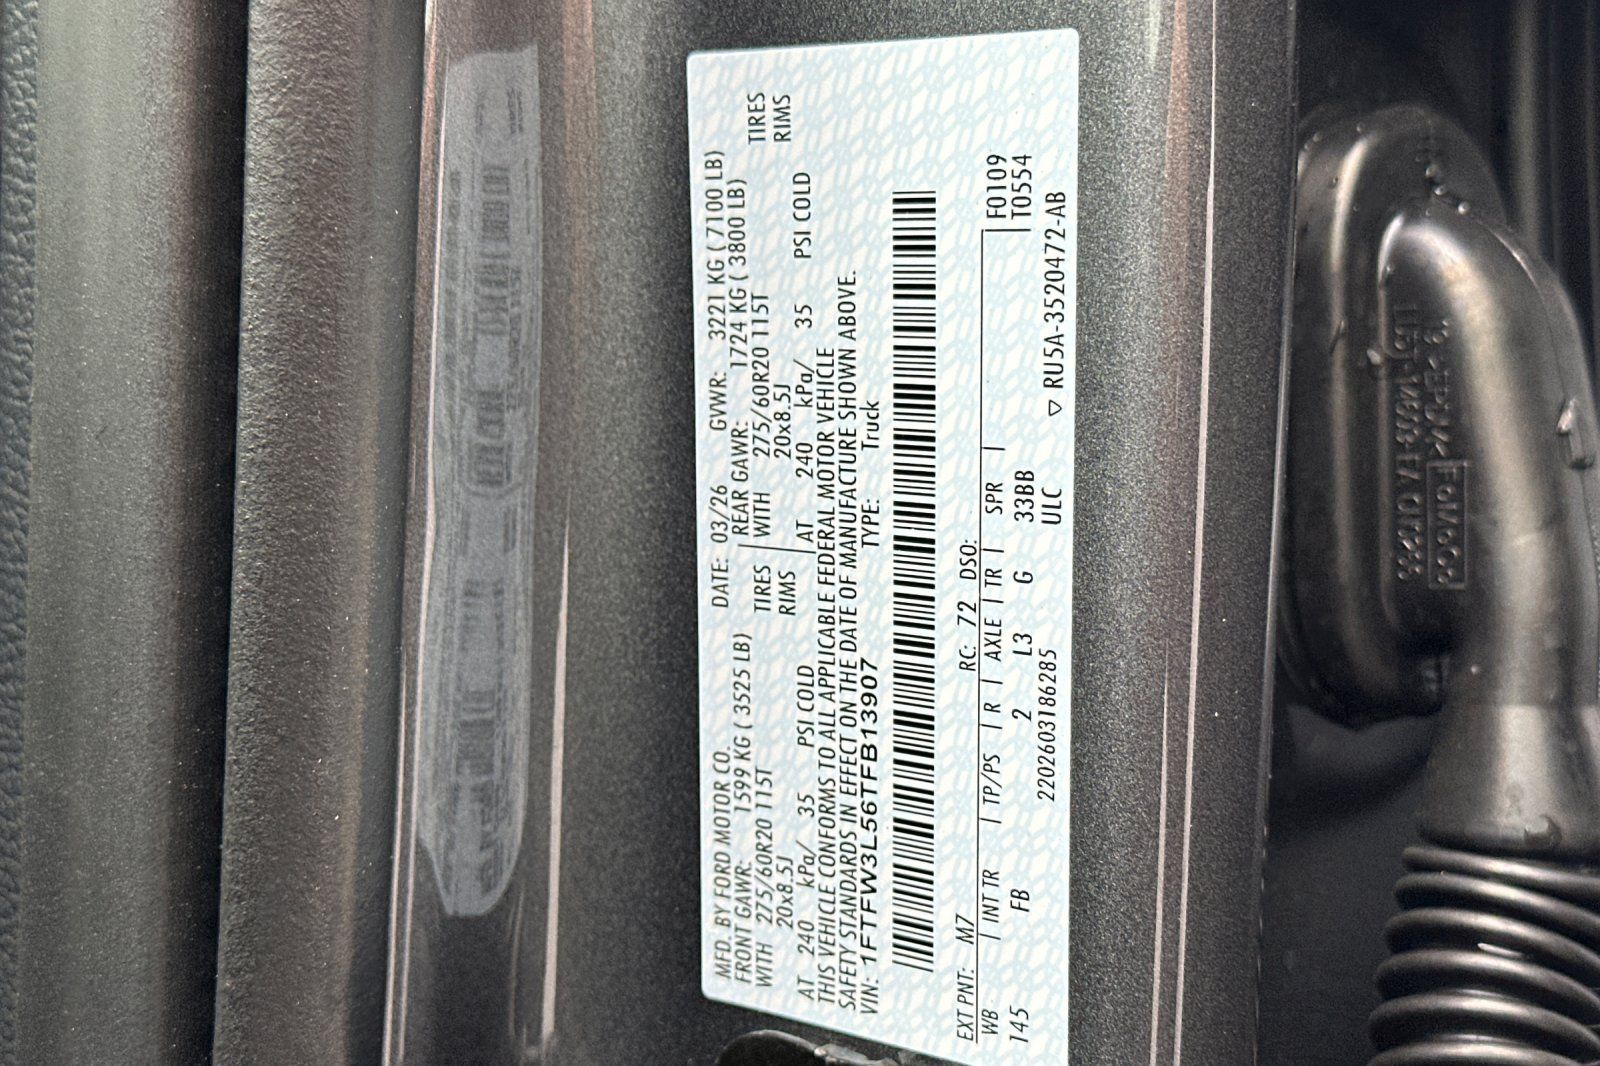 MFD. BY FORD MOTOR CO. DATE: 03/26 GVWR: 3221 KG ( 7100 LB)
FRONT GAWR: 1599 KG ( 3525 LB) REAR GAWR: 1724 KG ( 3800 LB)
WITH 275/60R20 115T TIRES WITH 275/60R20 115T TIRES
20x8.5J RIMS 20x8.5J RIMS
AT 240 kPa/ 35 PSI COLD AT 240 kPa/ 35 PSI COLD
THIS VEHICLE CONFORMS TO ALL APPLICABLE FEDERAL MOTOR VEHICLE
SAFETY STANDARDS IN EFFECT ON THE DATE OF MANUFACTURE SHOWN ABOVE.
VIN: 1FTFW3L56TFB13907 TYPE: Truck
EXT PNT: M7 RC: 72 DSO:
WB INT TR TP/PS R AXLE TR SPR F0109
145 FB 2 L3 G 33BB T0554
2202603186285 ULC ▽ RU5A-3520472-AB
FoMoCo